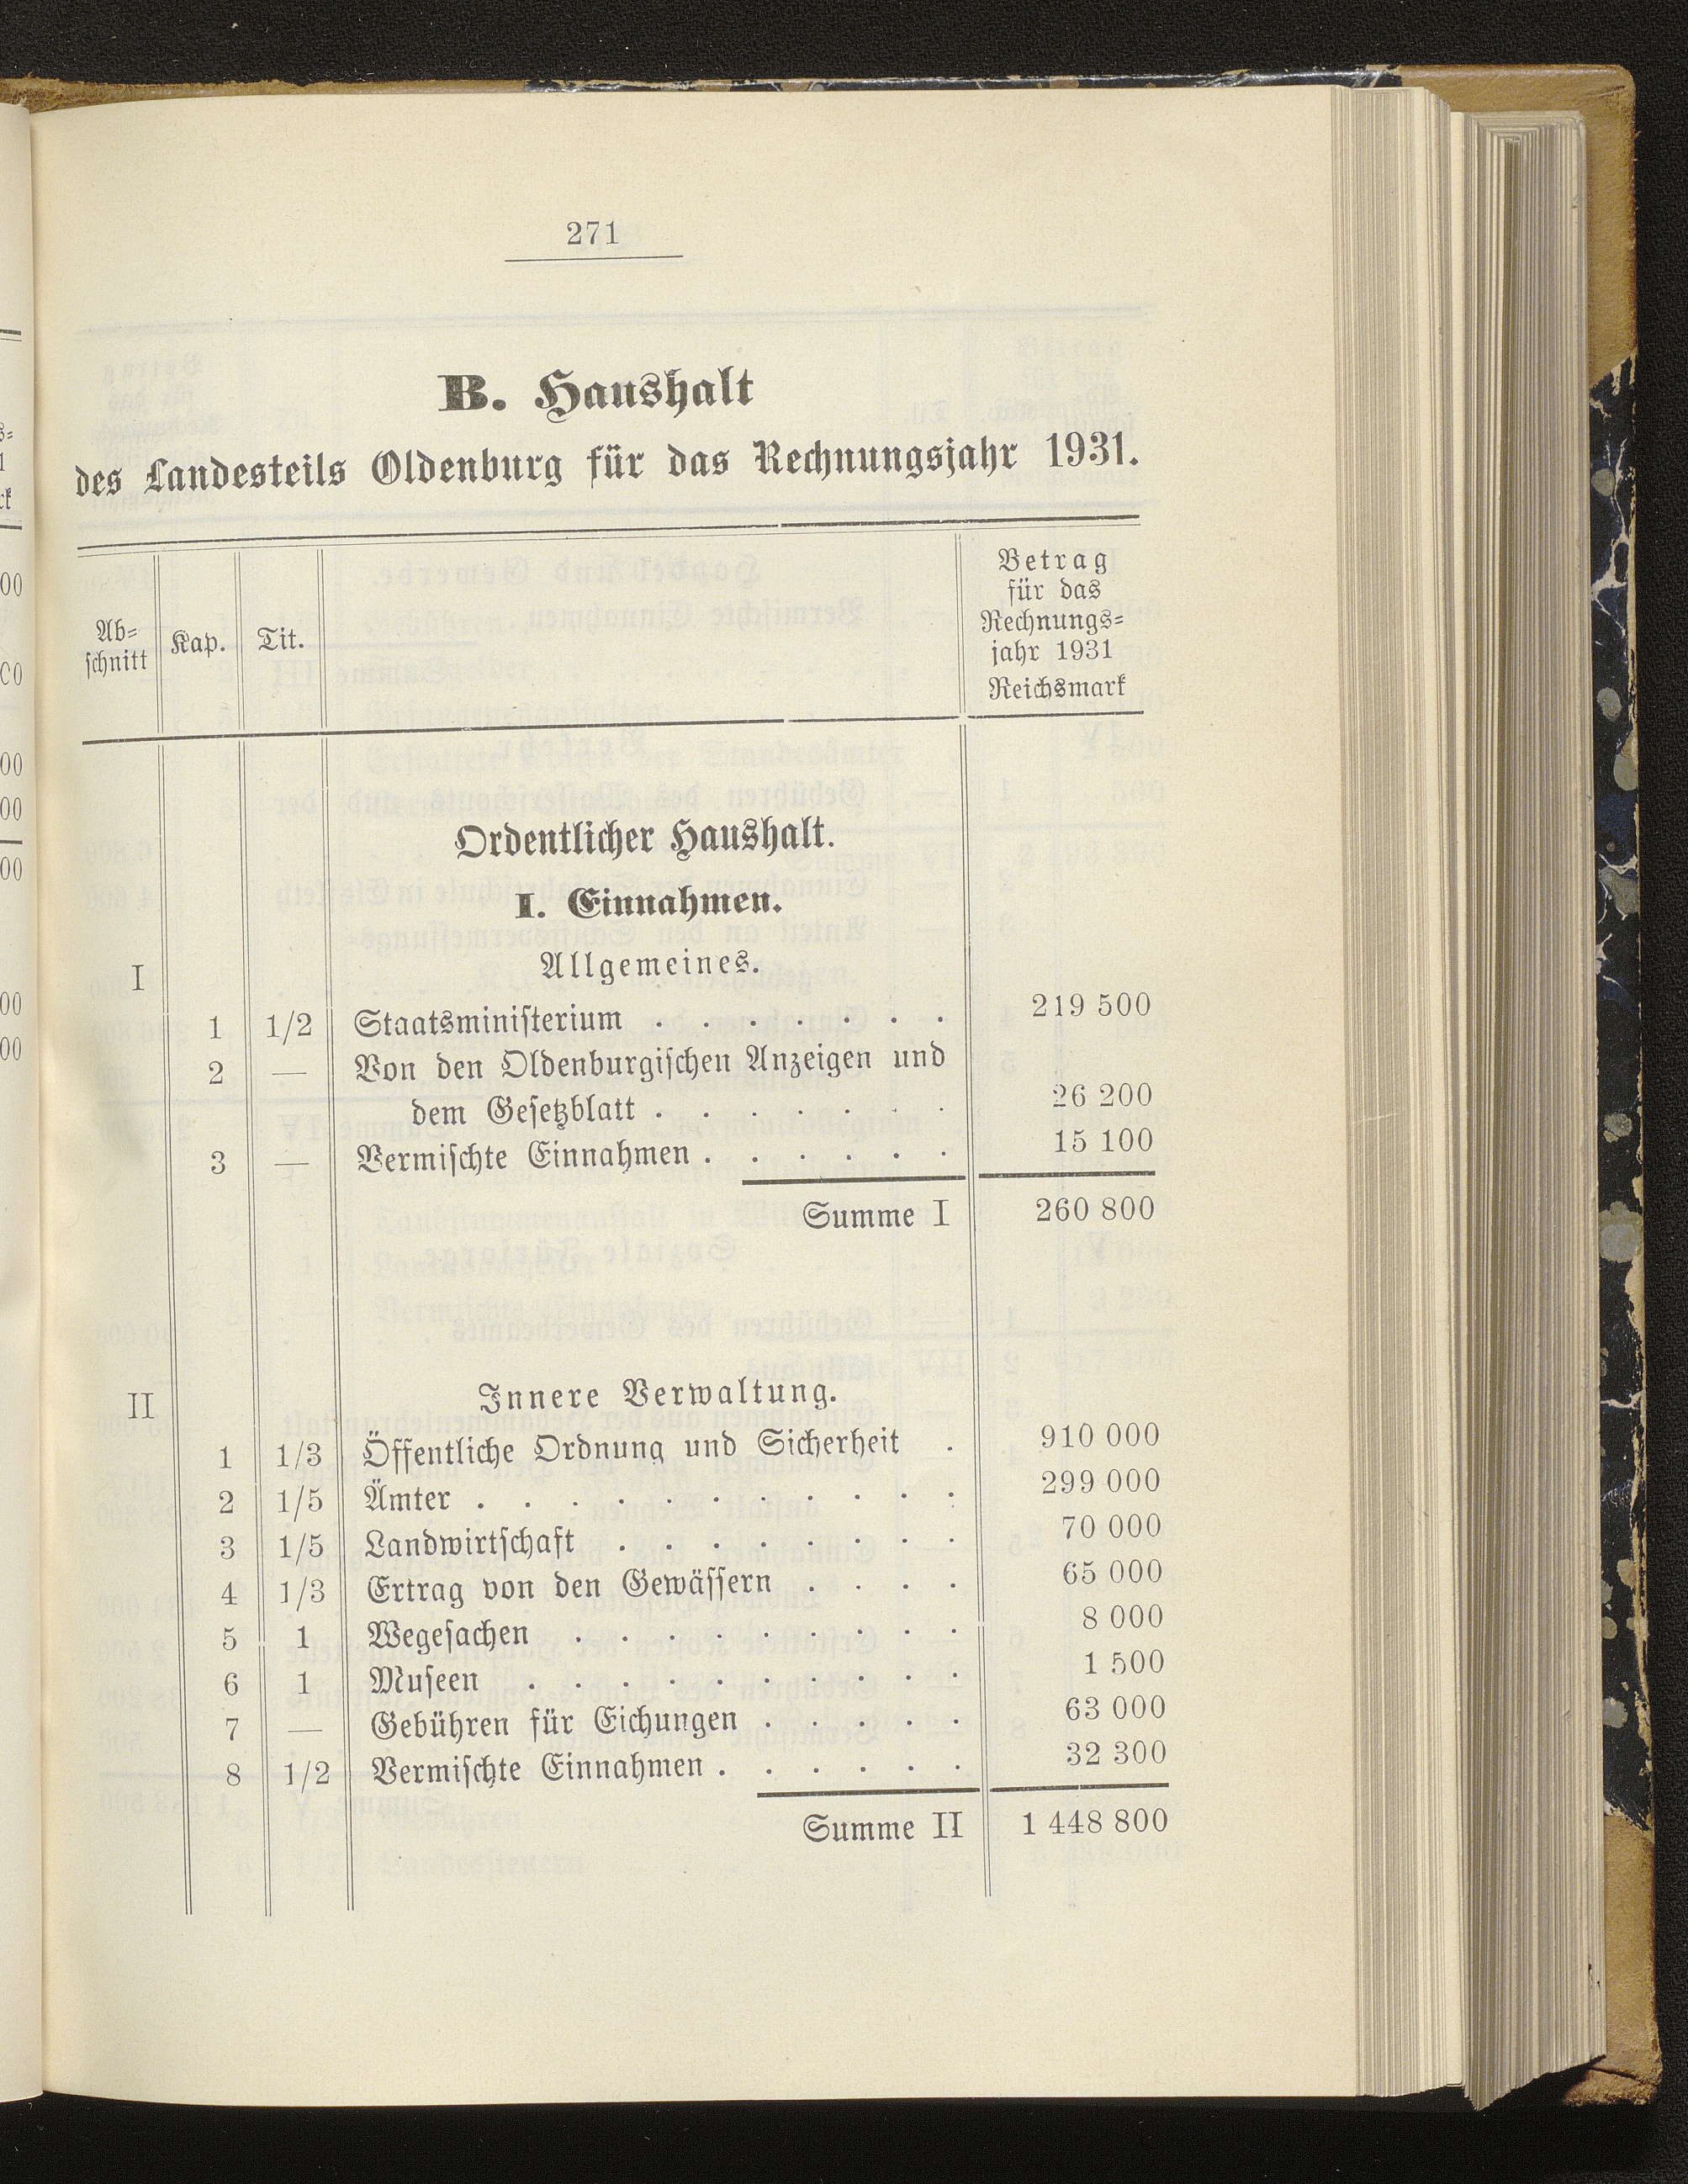 271
B. Haushalt
des Landesteils Oldenburg für das Rechnungsjahr 1931.
Ab-
schnitt Kap. Tit. Betrag
für das
Rechnungs-
jahr 1931
Reichsmark
Ordentlicher Haushalt.
I. Einnahmen.
I Allgemeines.
1 1/2 Staatsministerium . . . . . . . 219 500
2 — Von den Oldenburgischen Anzeigen und
dem Gesetzblatt . . . . . . . 26 200
3 — Vermischte Einnahmen . . . . . . 15 100
Summe I 260 800
II Innere Verwaltung.
1 1/3 Öffentliche Ordnung und Sicherheit . 910 000
2 1/5 Ämter . . . . . . . . . . . 299 000
3 1/5 Landwirtschaft . . . . . . . . 70 000
4 1/3 Ertrag von den Gewässern . . . . 65 000
5 1 Wegesachen . . . . . . . . . 8 000
6 1 Museen . . . . . . . . . . 1 500
7 — Gebühren für Eichungen . . . . . 63 000
8 1/2 Vermischte Einnahmen . . . . . . 32 300
Summe II 1 448 800